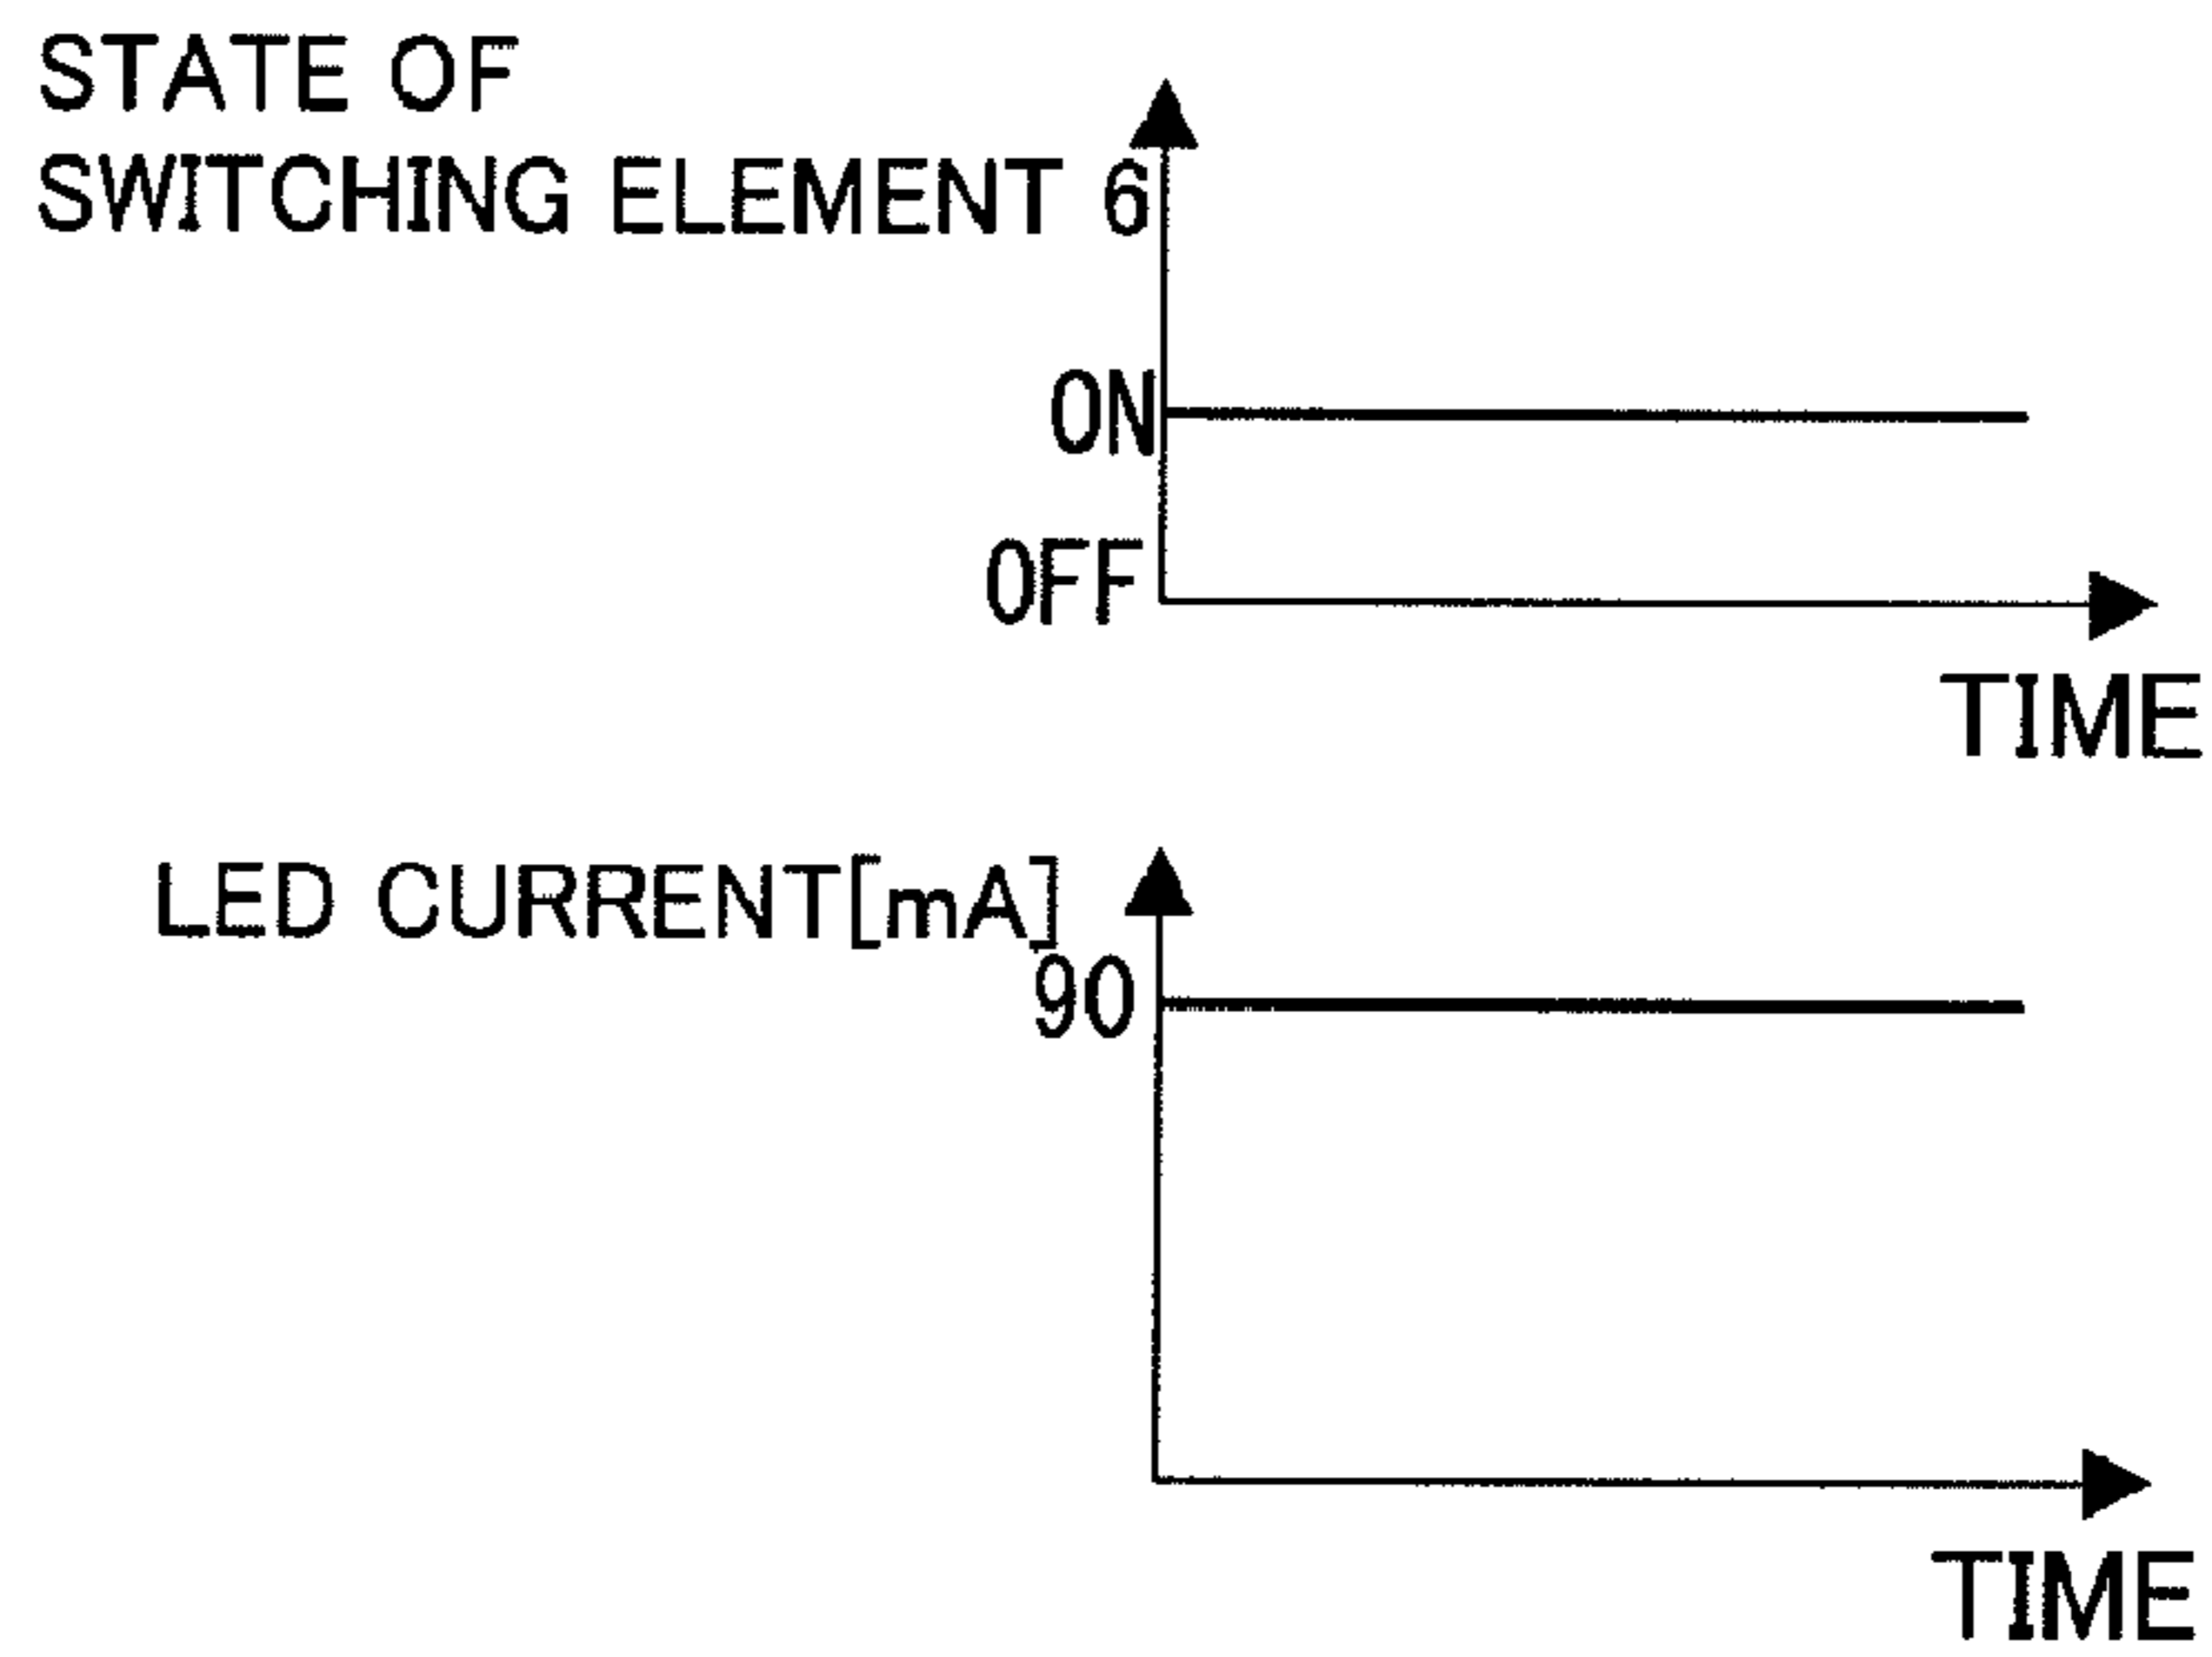 STATE OF
SWITCHING ELEMENT 6
ON
OFF
TIME
LED CURRENT[mA]
90
TIME